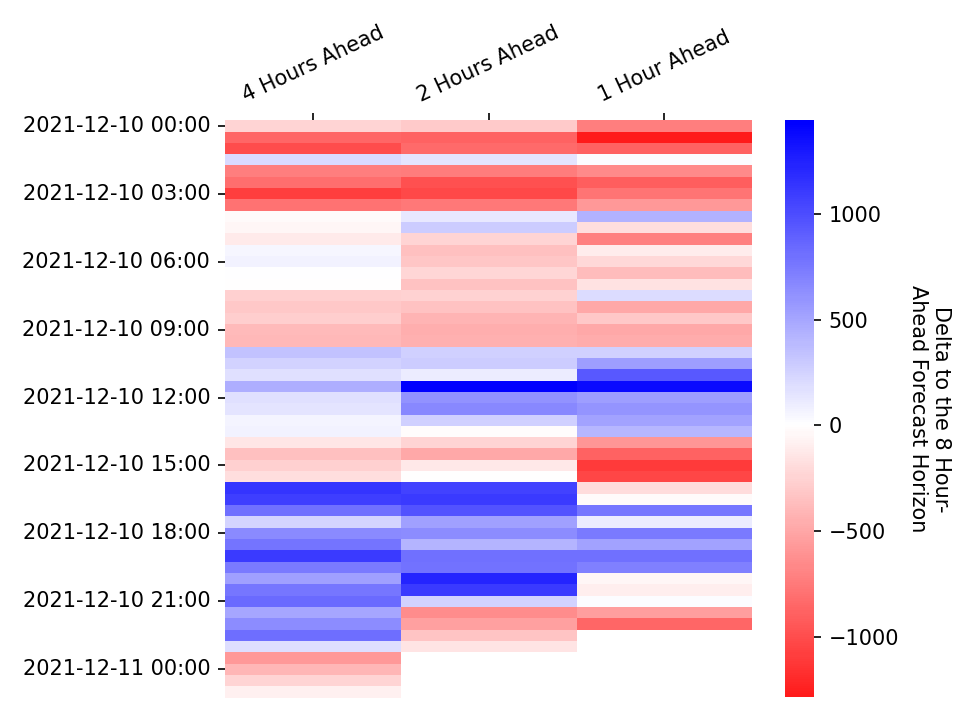 4 Hours Ahead
2 Hours Ahead
1 Hour Ahead
2021-12-10 00:00
2021-12-10 03:00
2021-12-10 06:00
2021-12-10 09:00
2021-12-10 12:00
2021-12-10 15:00
2021-12-10 18:00
2021-12-10 21:00
2021-12-11 00:00
1000
500
0
−500
−1000
Delta to the 8 Hour-
Ahead Forecast Horizon